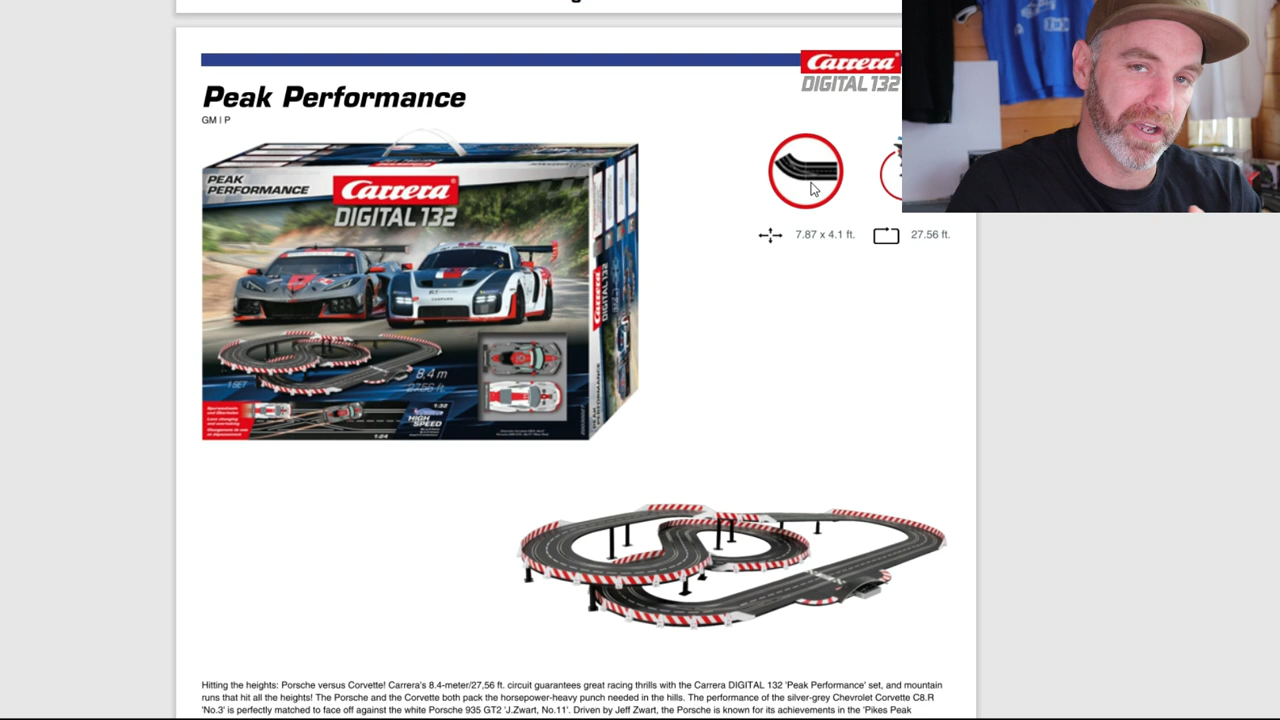 Carrera
DIGITAL 132
Peak Performance
GM | P
PEAK
PERFORMANCE
Carrera
DIGITAL 132
7.87 x 4.1 ft.
27.56 ft.
Carrera
DIGITAL 132
1 SET
8,4 m
27.56 ft.
HIGH
SPEED
1:32
1:24
PERFORMANCE
Hitting the heights: Porsche versus Corvette! Carrera's 8.4-meter/27,56 ft. circuit guarantees great racing thrills with the Carrera DIGITAL 132 'Peak Performance' set, and mountain
runs that hit all the heights! The Porsche and the Corvette both pack the horsepower-heavy punch needed in the hills. The performance of the silver-grey Chevrolet Corvette C8.R
'No.3' is perfectly matched to face off against the white Porsche 935 GT2 'J.Zwart, No.11'. Driven by Jeff Zwart, the Porsche is known for its achievements in the 'Pikes Peak